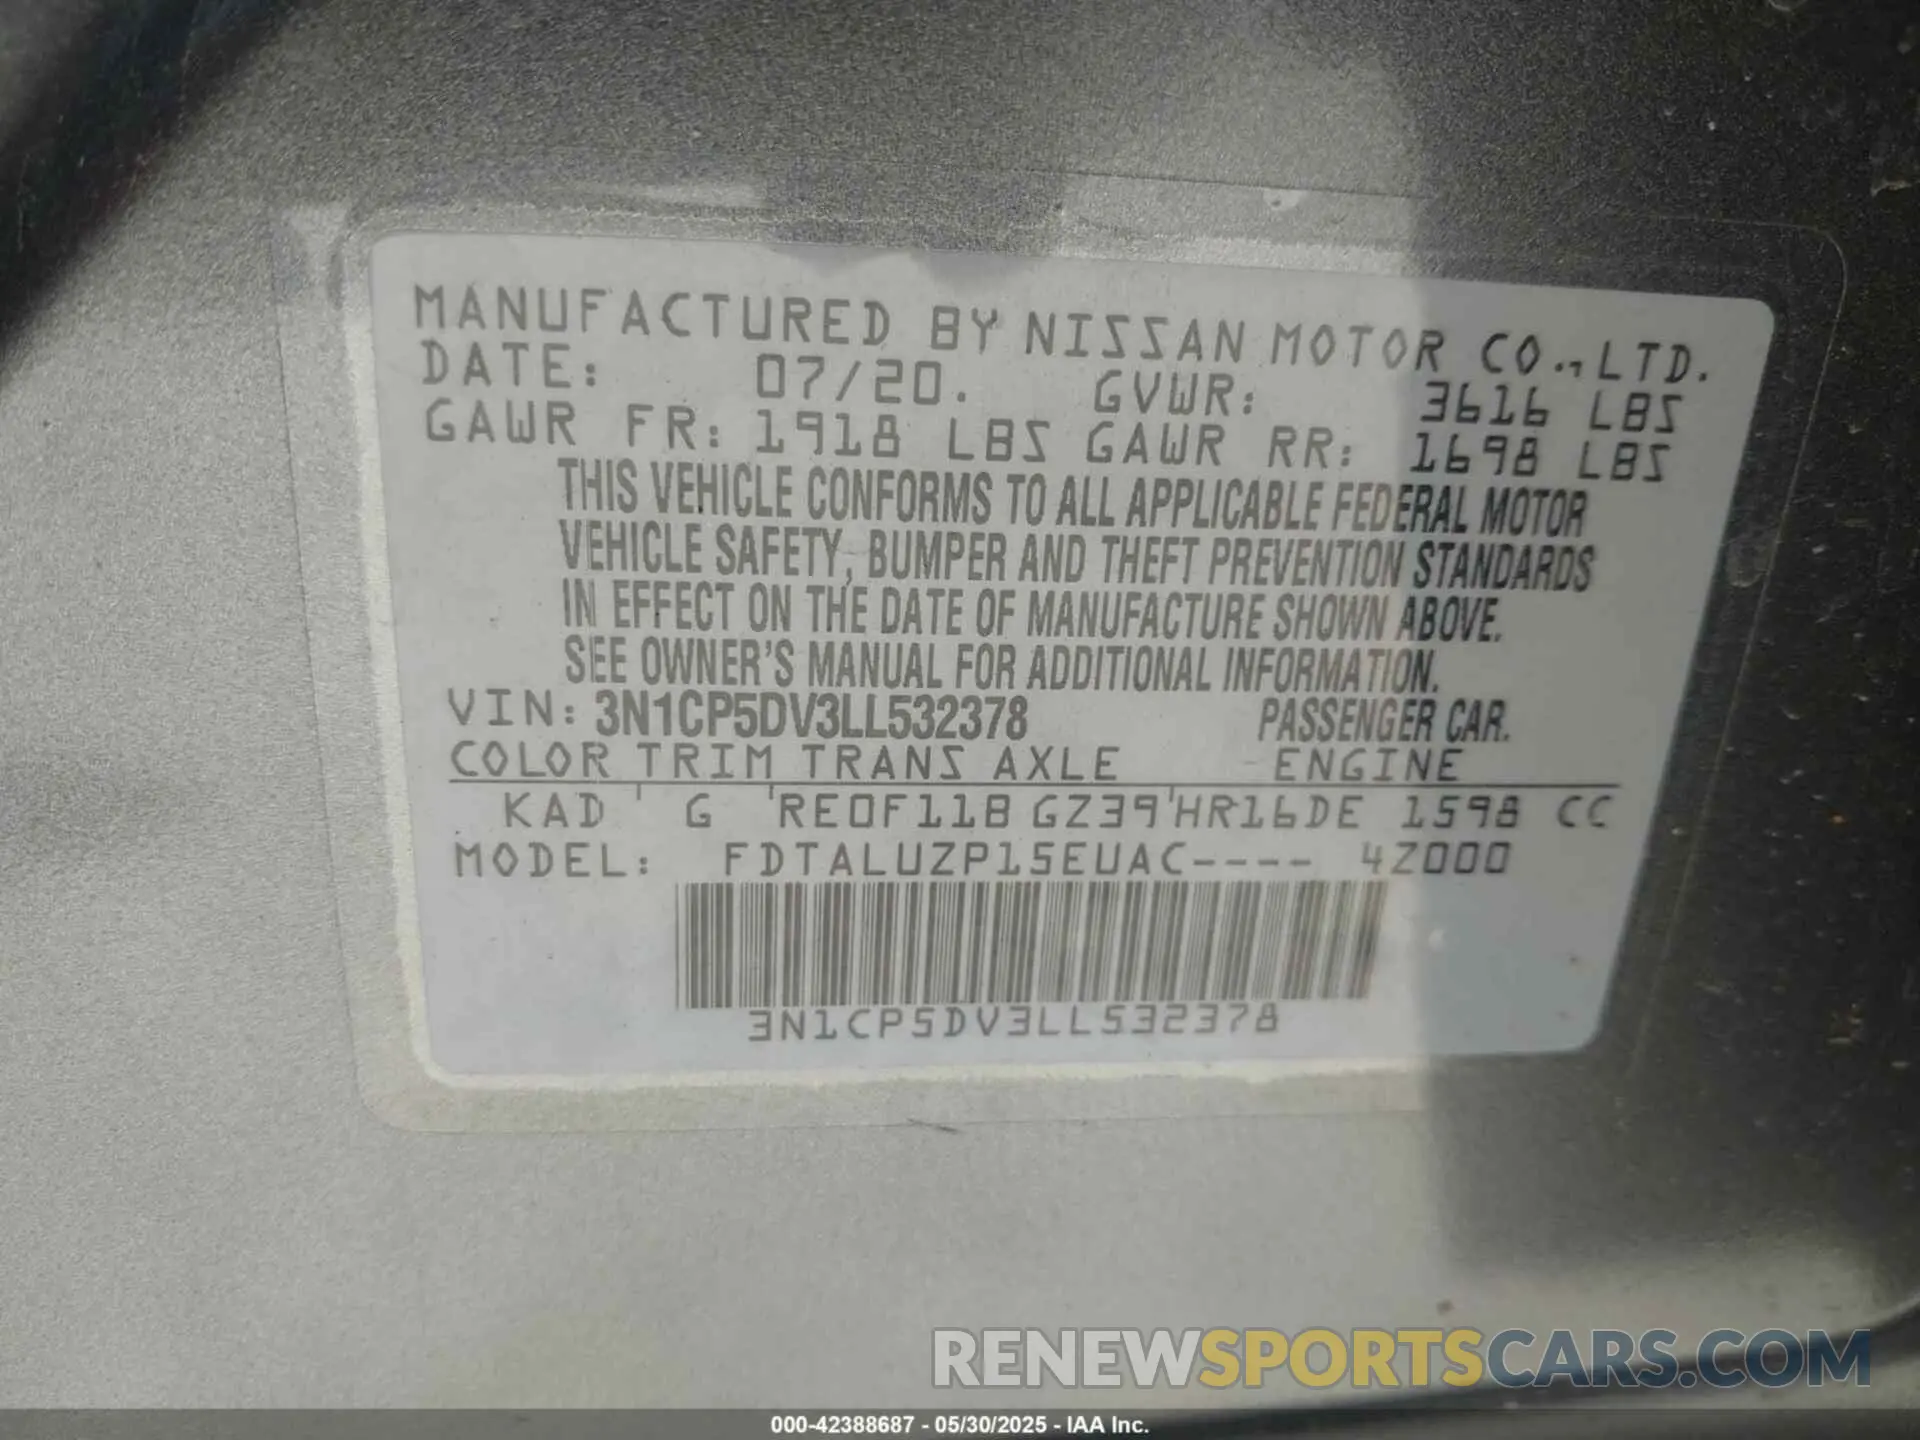 MANUFACTURED BY NISSAN MOTOR CO.,LTD.
DATE: 07/20. GVWR: 3616 LBS
GAWR FR: 1918 LBS GAWR RR: 1698 LBS
THIS VEHICLE CONFORMS TO ALL APPLICABLE FEDERAL MOTOR
VEHICLE SAFETY, BUMPER AND THEFT PREVENTION STANDARDS
IN EFFECT ON THE DATE OF MANUFACTURE SHOWN ABOVE.
SEE OWNER'S MANUAL FOR ADDITIONAL INFORMATION.
VIN: 3N1CP5DV3LL532378 PASSENGER CAR.
COLOR TRIM TRANS AXLE ENGINE
KAD G RE0F11B GZ39 HR16DE 1598 CC
MODEL: FDTALUZP15EUAC---- 4Z000
3N1CP5DV3LL532378
RENEWSPORTSCARS.COM
000-42388687 - 05/30/2025 - IAA Inc.